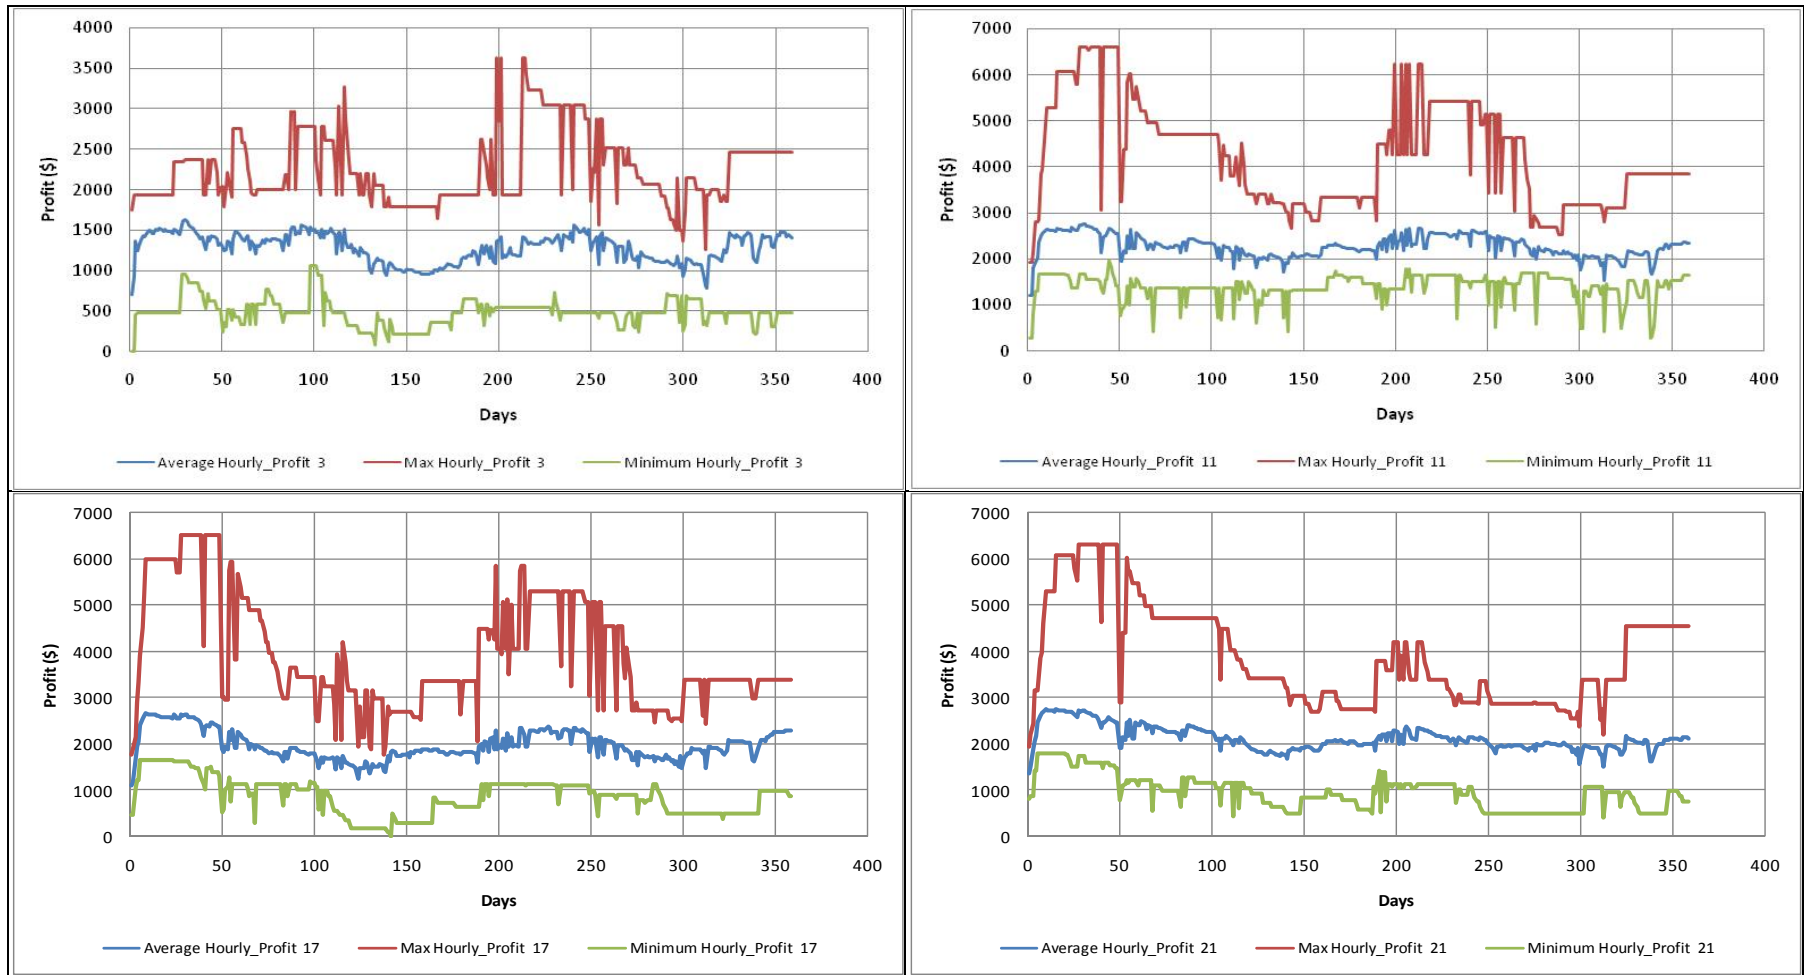 4000
3500
3000
2500
2000
1500
1000
500
0
Profit ($)
0 50 100 150 200 250 300 350 400
Days
Average Hourly_Profit 3 Max Hourly_Profit 3 Minimum Hourly_Profit 3
7000
6000
5000
4000
3000
2000
1000
0
Profit ($)
0 50 100 150 200 250 300 350 400
Days
Average Hourly_Profit 11 Max Hourly_Profit 11 Minimum Hourly_Profit 11
7000
6000
5000
4000
3000
2000
1000
0
Profit ($)
0 50 100 150 200 250 300 350 400
Days
Average Hourly_Profit 17 Max Hourly_Profit 17 Minimum Hourly_Profit 17
7000
6000
5000
4000
3000
2000
1000
0
Profit ($)
0 50 100 150 200 250 300 350 400
Days
Average Hourly_Profit 21 Max Hourly_Profit 21 Minimum Hourly_Profit 21